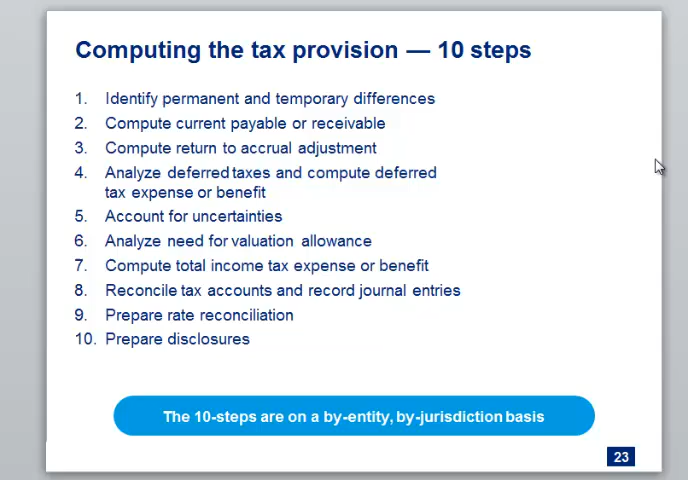 Computing the tax provision — 10 steps
1. Identify permanent and temporary differences
2. Compute current payable or receivable
3. Compute return to accrual adjustment
4. Analyze deferred taxes and compute deferred
tax expense or benefit
5. Account for uncertainties
6. Analyze need for valuation allowance
7. Compute total income tax expense or benefit
8. Reconcile tax accounts and record journal entries
9. Prepare rate reconciliation
10. Prepare disclosures
The 10-steps are on a by-entity, by-jurisdiction basis
23